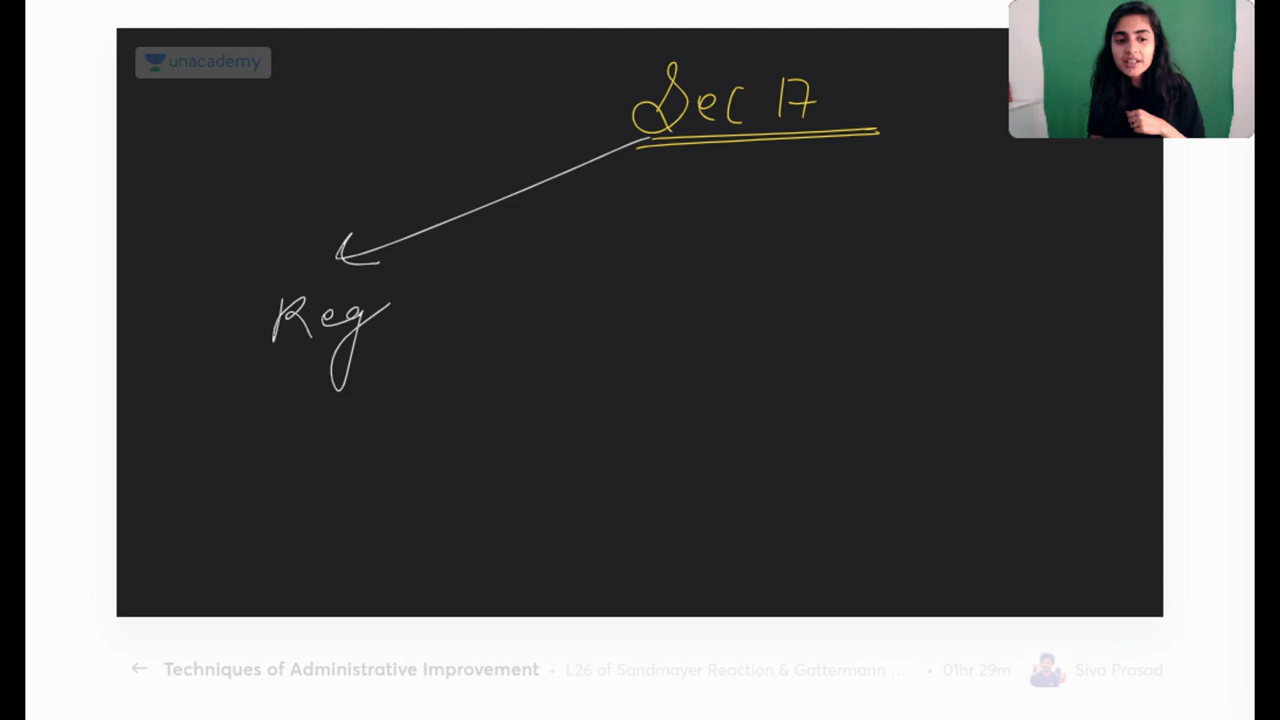 unacademy
Sec 17
Reg
← Techniques of Administrative Improvement • L26 of Sandmayer Reaction & Gattermann ... • 01hr 29m Siva Prasad